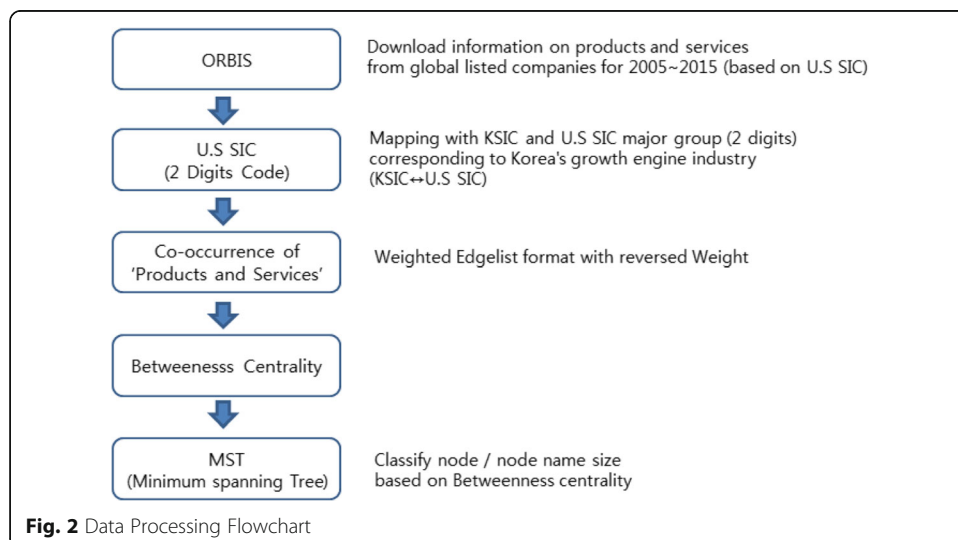 ORBIS
Download information on products and services
from global listed companies for 2005~2015 (based on U.S SIC)
U.S SIC
(2 Digits Code)
Mapping with KSIC and U.S SIC major group (2 digits)
corresponding to Korea's growth engine industry
(KSIC↔U.S SIC)
Co-occurrence of
'Products and Services'
Weighted Edgelist format with reversed Weight
Betweenesss Centrality
MST
(Minimum spanning Tree)
Classify node / node name size
based on Betweenness centrality
Fig. 2 Data Processing Flowchart